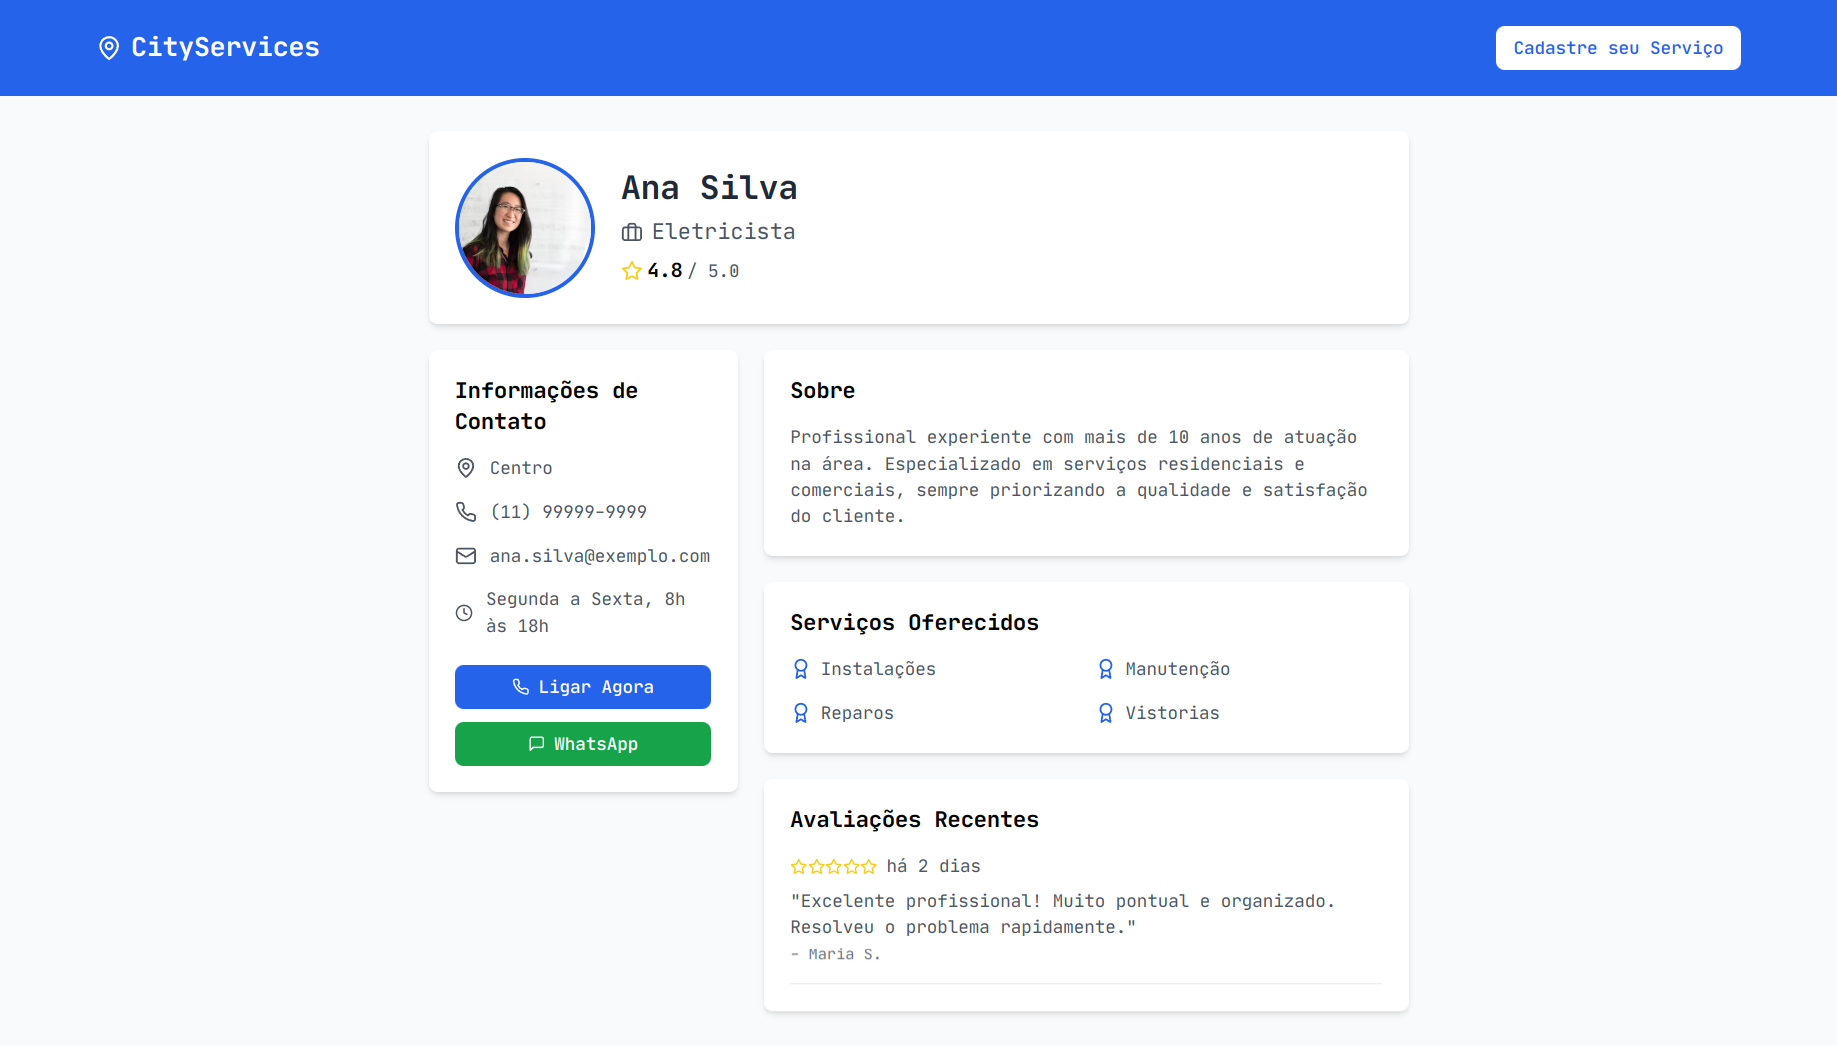 CityServices
Cadastre seu Serviço
Ana Silva
Eletricista
4.8 / 5.0
Informações de
Contato
Centro
(11) 99999-9999
ana.silva@exemplo.com
Segunda a Sexta, 8h
às 18h
Ligar Agora
WhatsApp
Sobre
Profissional experiente com mais de 10 anos de atuação
na área. Especializado em serviços residenciais e
comerciais, sempre priorizando a qualidade e satisfação
do cliente.
Serviços Oferecidos
Instalações
Manutenção
Reparos
Vistorias
Avaliações Recentes
há 2 dias
"Excelente profissional! Muito pontual e organizado.
Resolveu o problema rapidamente."
- Maria S.